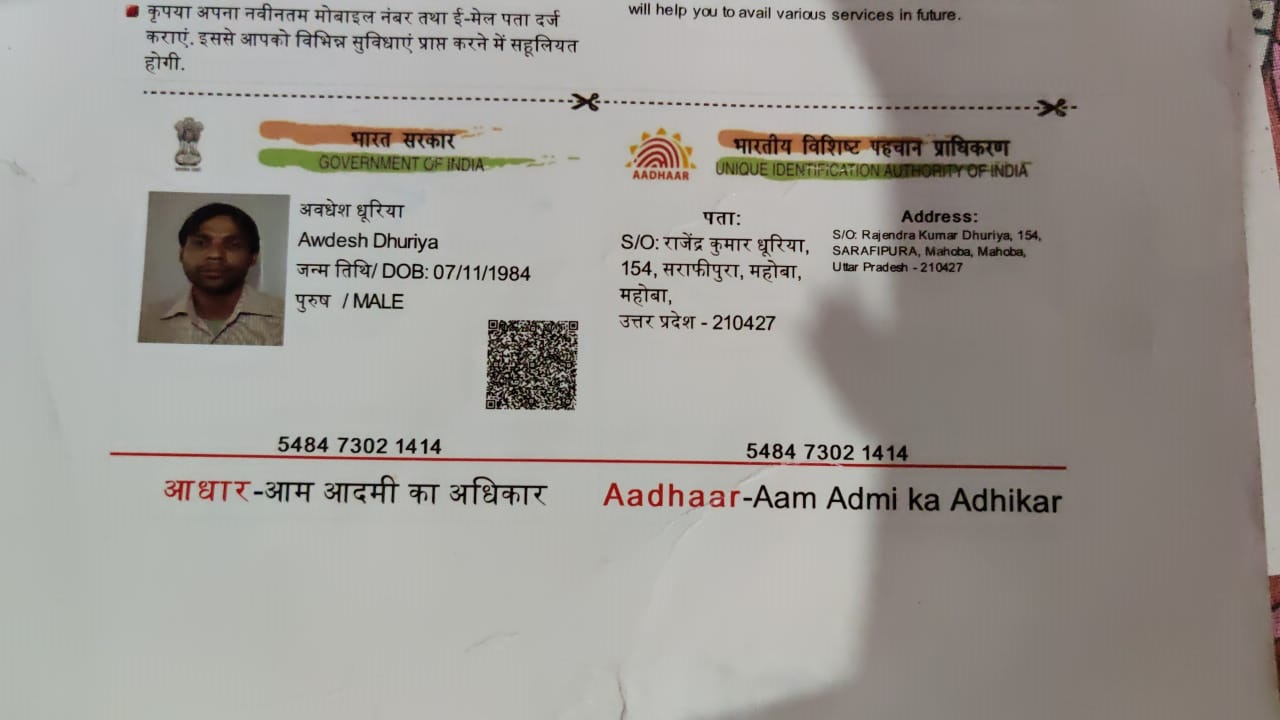 कृपया अपना नवीनतम मोबाइल नंबर तथा ई-मेल पता दर्ज
कराएं. इससे आपको विभिन्न सुविधाएं प्राप्त करने में सहूलियत
होगी.
will help you to avail various services in future.
भारत सरकार
GOVERNMENT OF INDIA
अवधेश धूरिया
Awdesh Dhuriya
जन्म तिथि/ DOB: 07/11/1984
पुरुष / MALE
5484 7302 1414
आधार-आम आदमी का अधिकार
AADHAAR
भारतीय विशिष्ट पहचान प्राधिकरण
UNIQUE IDENTIFICATION AUTHORITY OF INDIA
पता:
S/O: राजेंद्र कुमार धूरिया,
154, सराफीपुरा, महोबा,
महोबा,
उत्तर प्रदेश - 210427
Address:
S/O: Rajendra Kumar Dhuriya, 154,
SARAFIPURA, Mahoba, Mahoba,
Uttar Pradesh - 210427
5484 7302 1414
Aadhaar-Aam Admi ka Adhikar